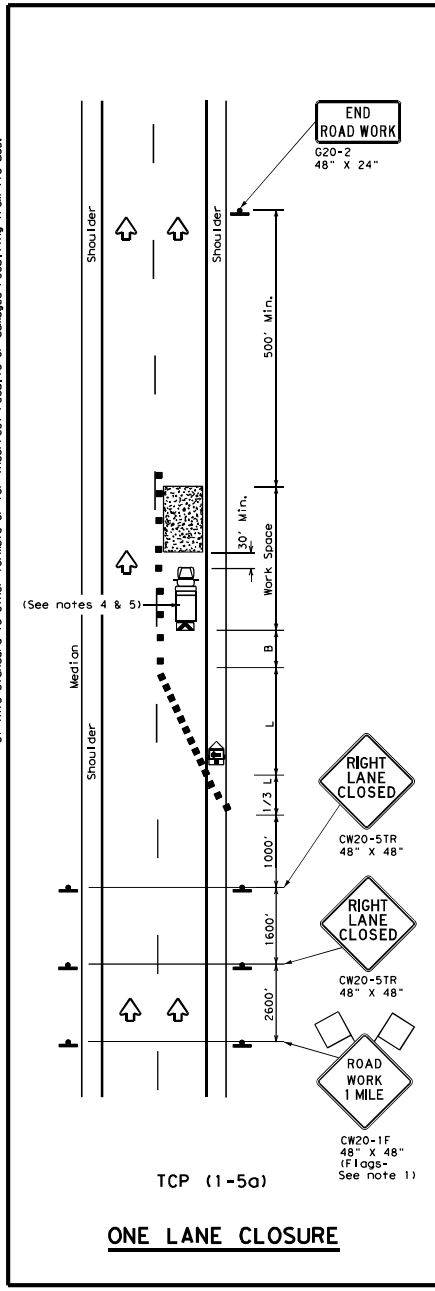 END
ROAD WORK
G20-2
48" X 24"
Shoulder
Shoulder
500' Min.
30' Min.
Work Space
(See notes 4 & 5)
B
Median
L
Shoulder
1/3 L
RIGHT
LANE
CLOSED
CW20-5TR
48" X 48"
1000'
1600'
RIGHT
LANE
CLOSED
CW20-5TR
48" X 48"
2600'
ROAD
WORK
1 MILE
CW20-1F
48" X 48"
(Flags-
See note 1)
TCP (1-5a)
ONE LANE CLOSURE